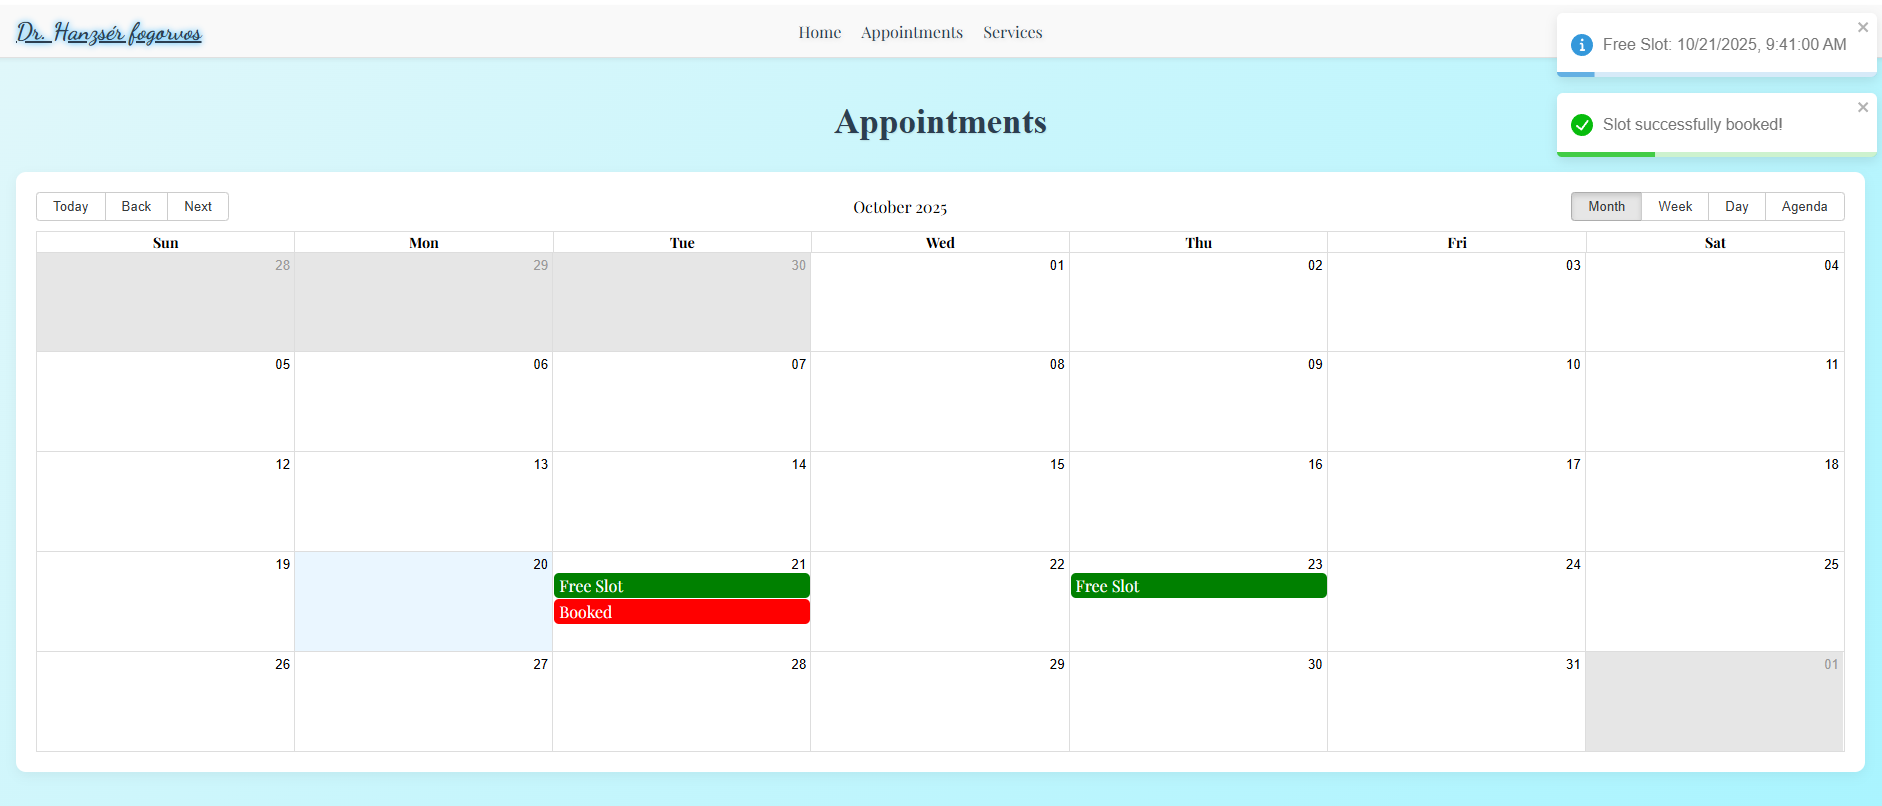 Dr. Hanzsér fogorvos
Home Appointments Services
Free Slot: 10/21/2025, 9:41:00 AM
Slot successfully booked!
Appointments
Today Back Next
October 2025
Month Week Day Agenda
Sun Mon Tue Wed Thu Fri Sat
28 29 30 01 02 03 04
05 06 07 08 09 10 11
12 13 14 15 16 17 18
19 20 21 22 23 24 25
Free Slot Free Slot
Booked
26 27 28 29 30 31 01